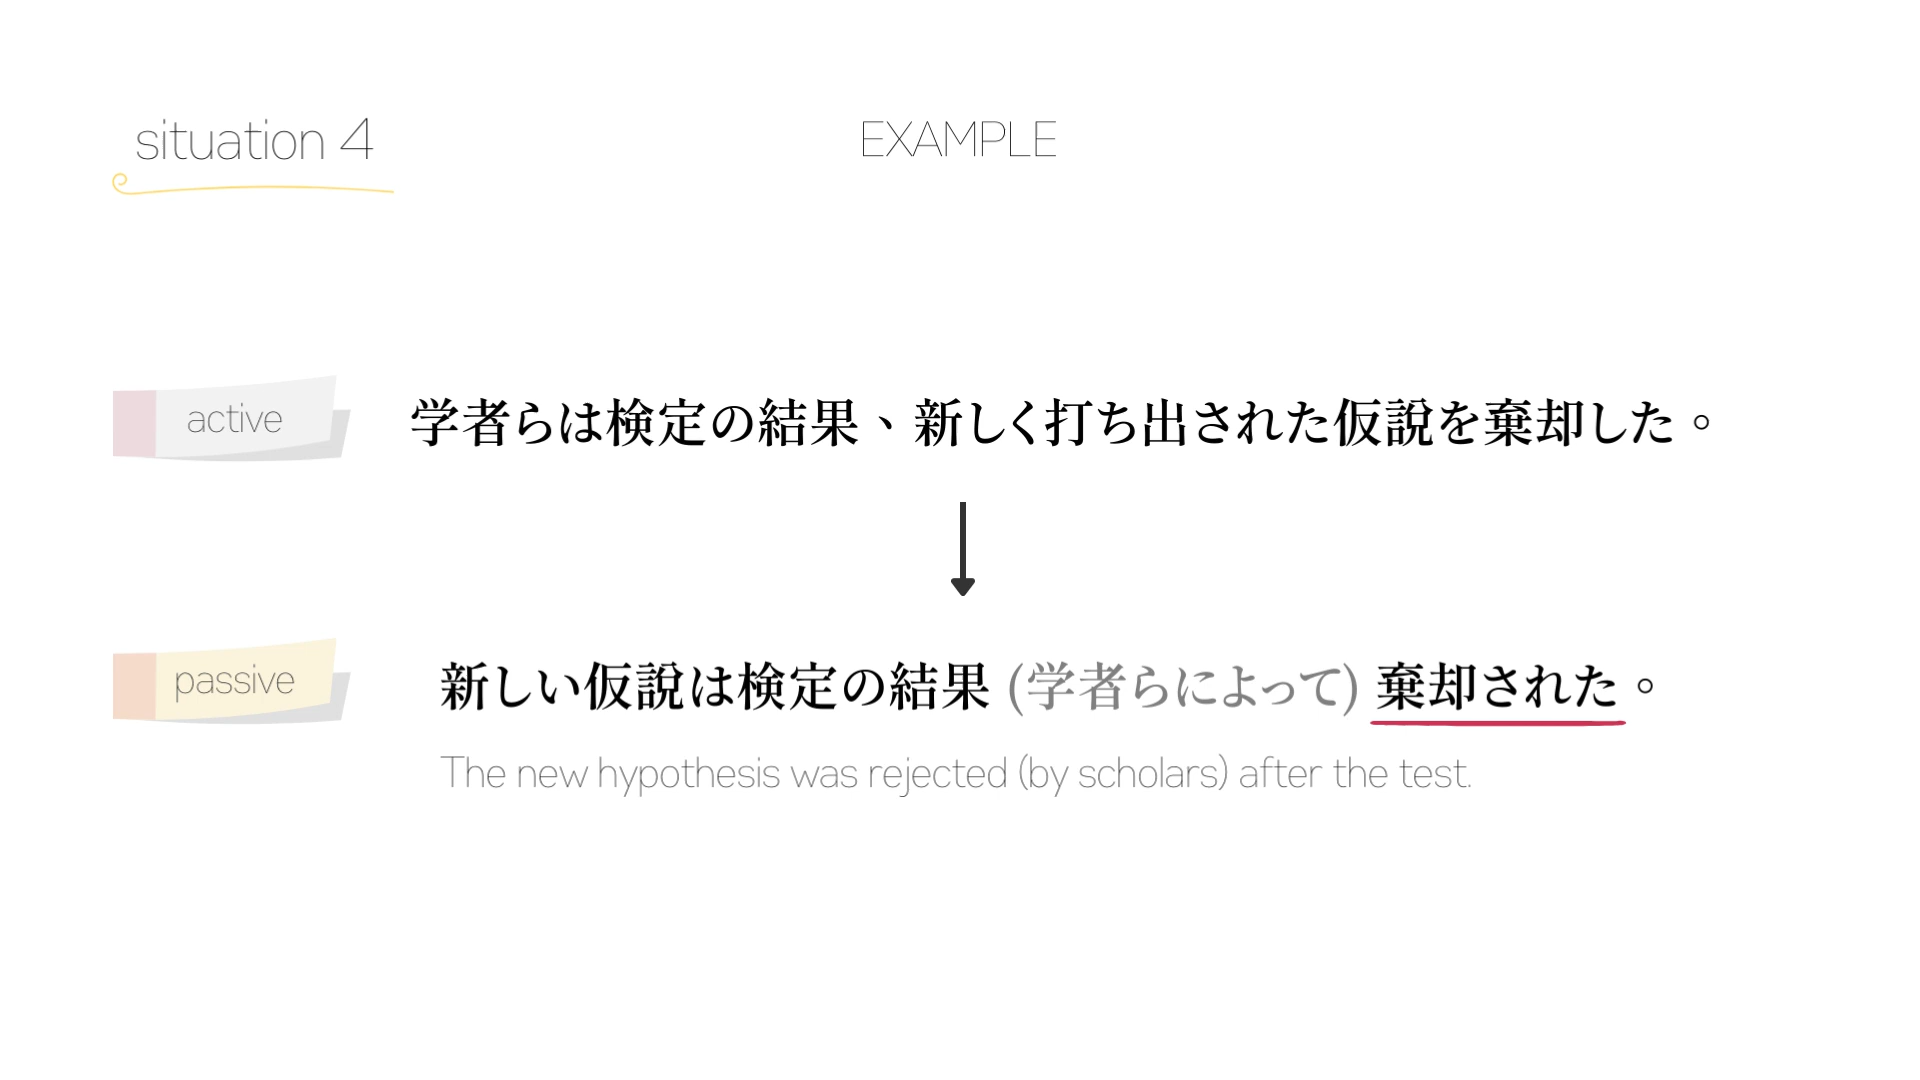 situation 4
EXAMPLE
active
学者らは検定の結果、新しく打ち出された仮説を棄却した。
passive
新しい仮説は検定の結果 (学者らによって) 棄却された。
The new hypothesis was rejected (by scholars) after the test.